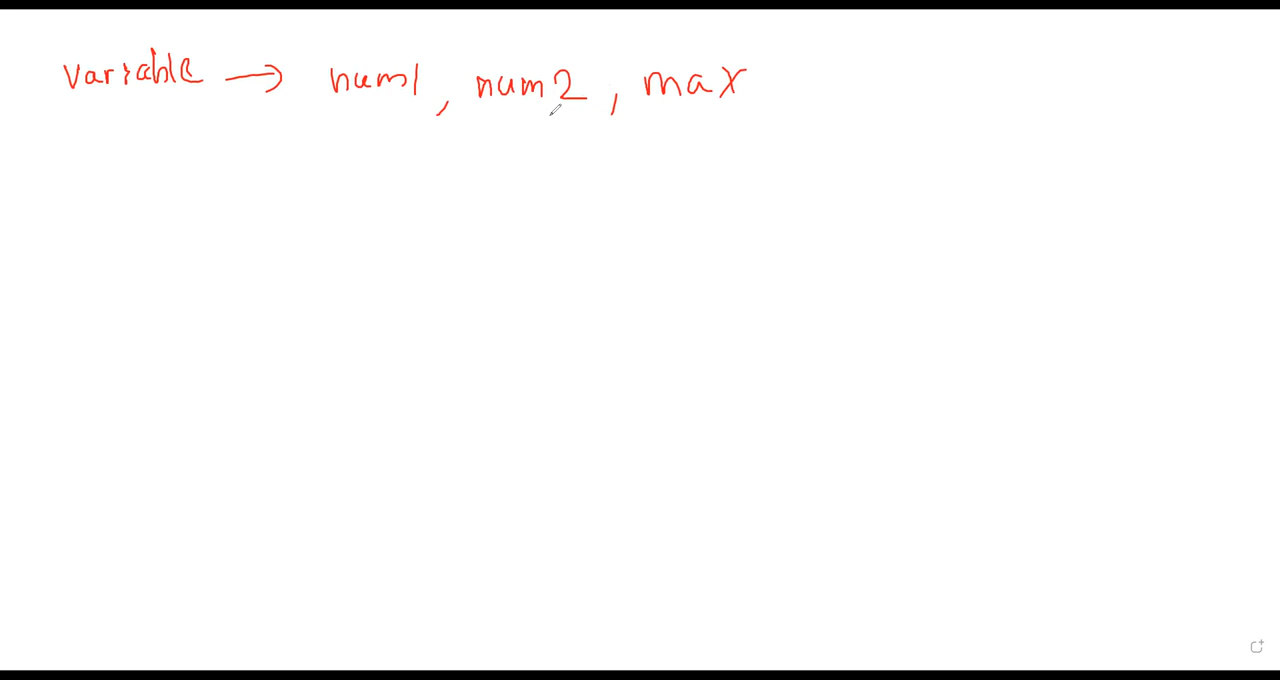 variable → num1, num2, max